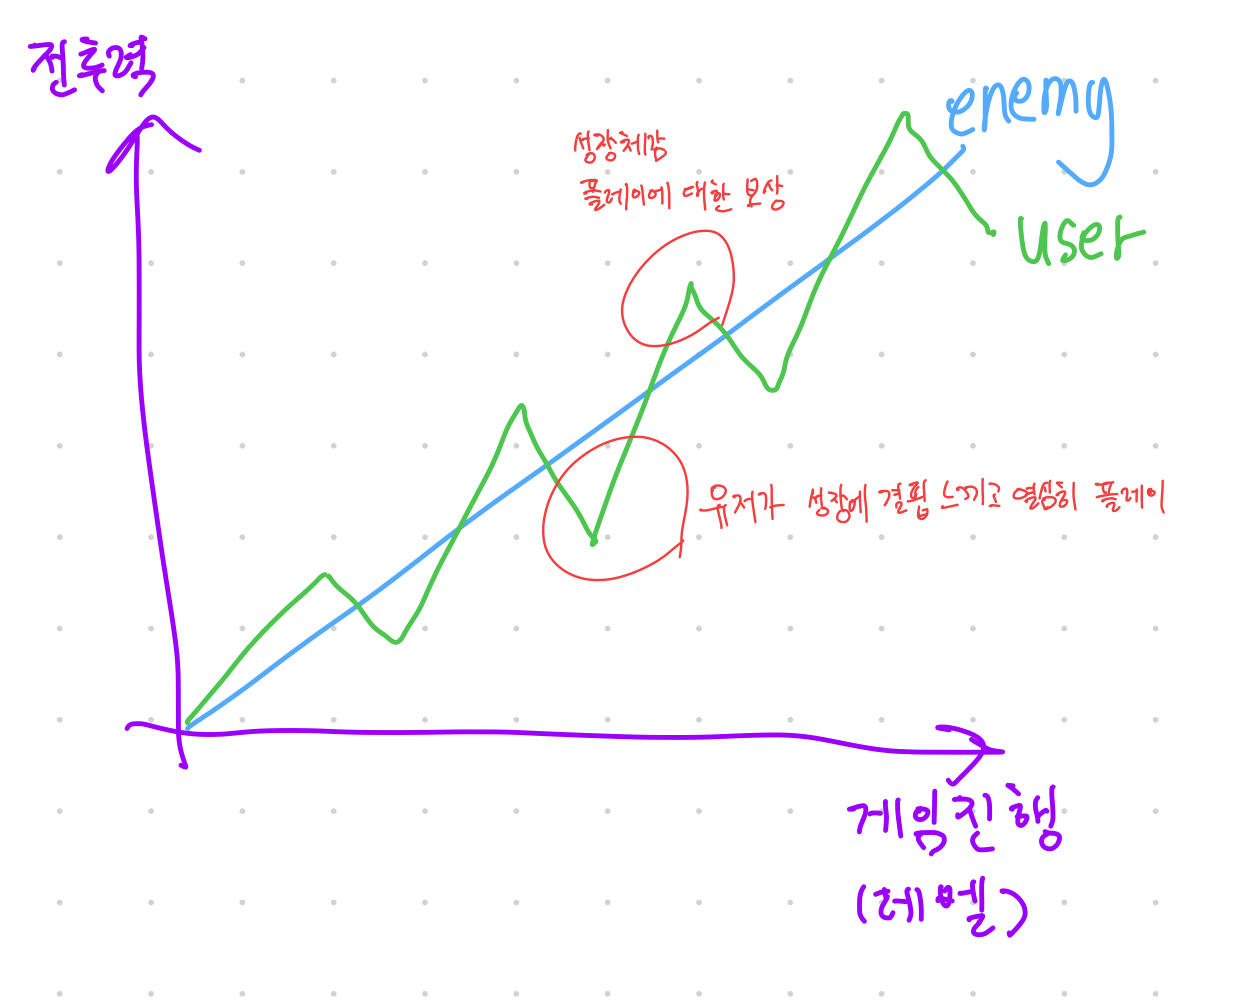 전투력
enemy
성장체감
플레이에 대한 보상
user
유저가 성장에 결핍 느끼고 열심히 플레이
게임진행
(레벨)